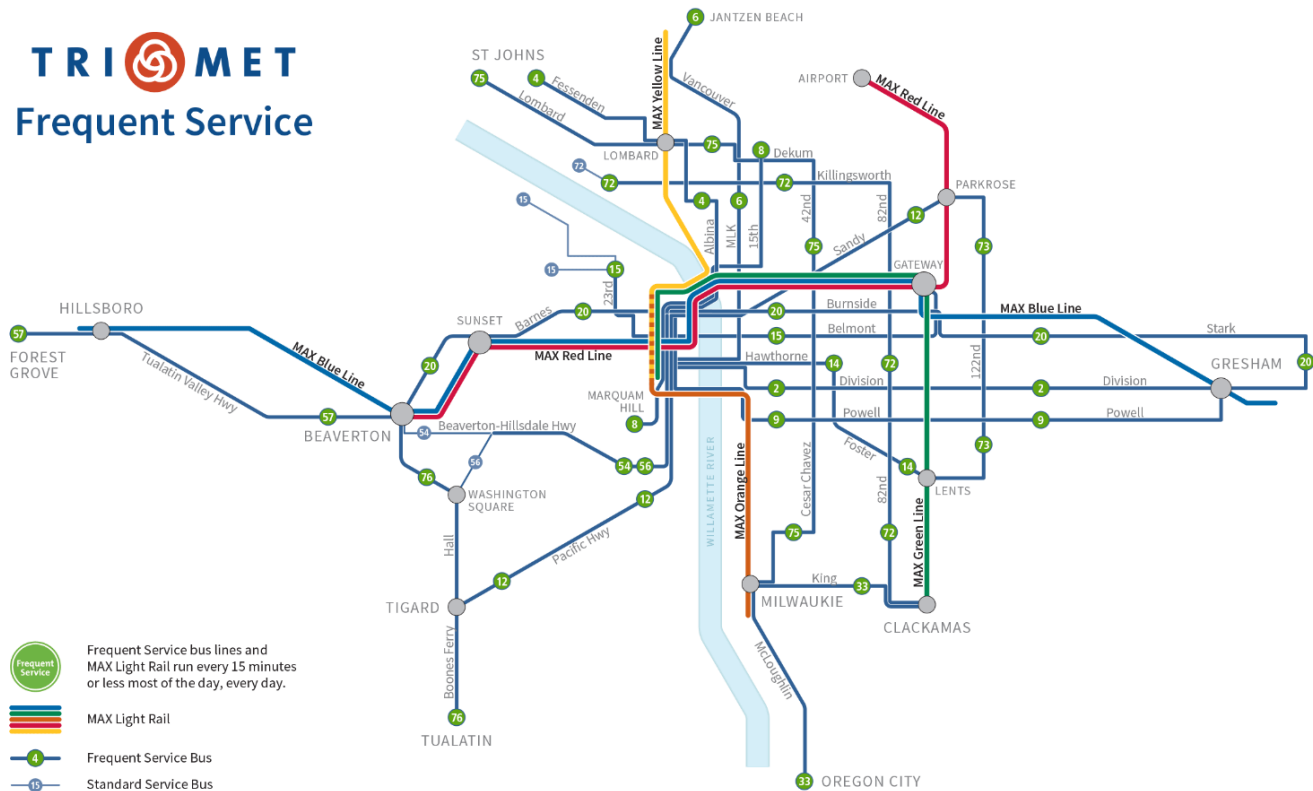 TRI MET
Frequent Service
6
JANTZEN BEACH
ST JOHNS
75
4
Fessenden
Lombard
MAX Yellow Line
Vancouver
AIRPORT
MAX Red Line
LOMBARD
75
8
Dekum
72
72
72
Killingsworth
PARKROSE
15
4
6
12
Albina
MLK
15th
42nd
82nd
Sandy
75
73
15
15
23rd
GATEWAY
HILLSBORO
57
FOREST
GROVE
Tualatin Valley Hwy
MAX Blue Line
SUNSET
Barnes
20
20
Burnside
MAX Blue Line
15
Belmont
20
Stark
20
MAX Red Line
20
Hawthorne
14
72
122nd
GRESHAM
2
Division
2
Division
MARQUAM
HILL
8
9
Powell
9
Powell
57
BEAVERTON
54
Beaverton-Hillsdale Hwy
56
54
56
76
WASHINGTON
SQUARE
12
Foster
14
73
LENTS
WILLAMETTE RIVER
MAX Orange Line
Cesar Chavez
82nd
MAX Green Line
Hall
Pacific Hwy
12
75
72
TIGARD
King
33
MILWAUKIE
CLACKAMAS
Boones Ferry
McLoughlin
76
TUALATIN
33
OREGON CITY
Frequent
Service
Frequent Service bus lines and
MAX Light Rail run every 15 minutes
or less most of the day, every day.
MAX Light Rail
4
Frequent Service Bus
15
Standard Service Bus